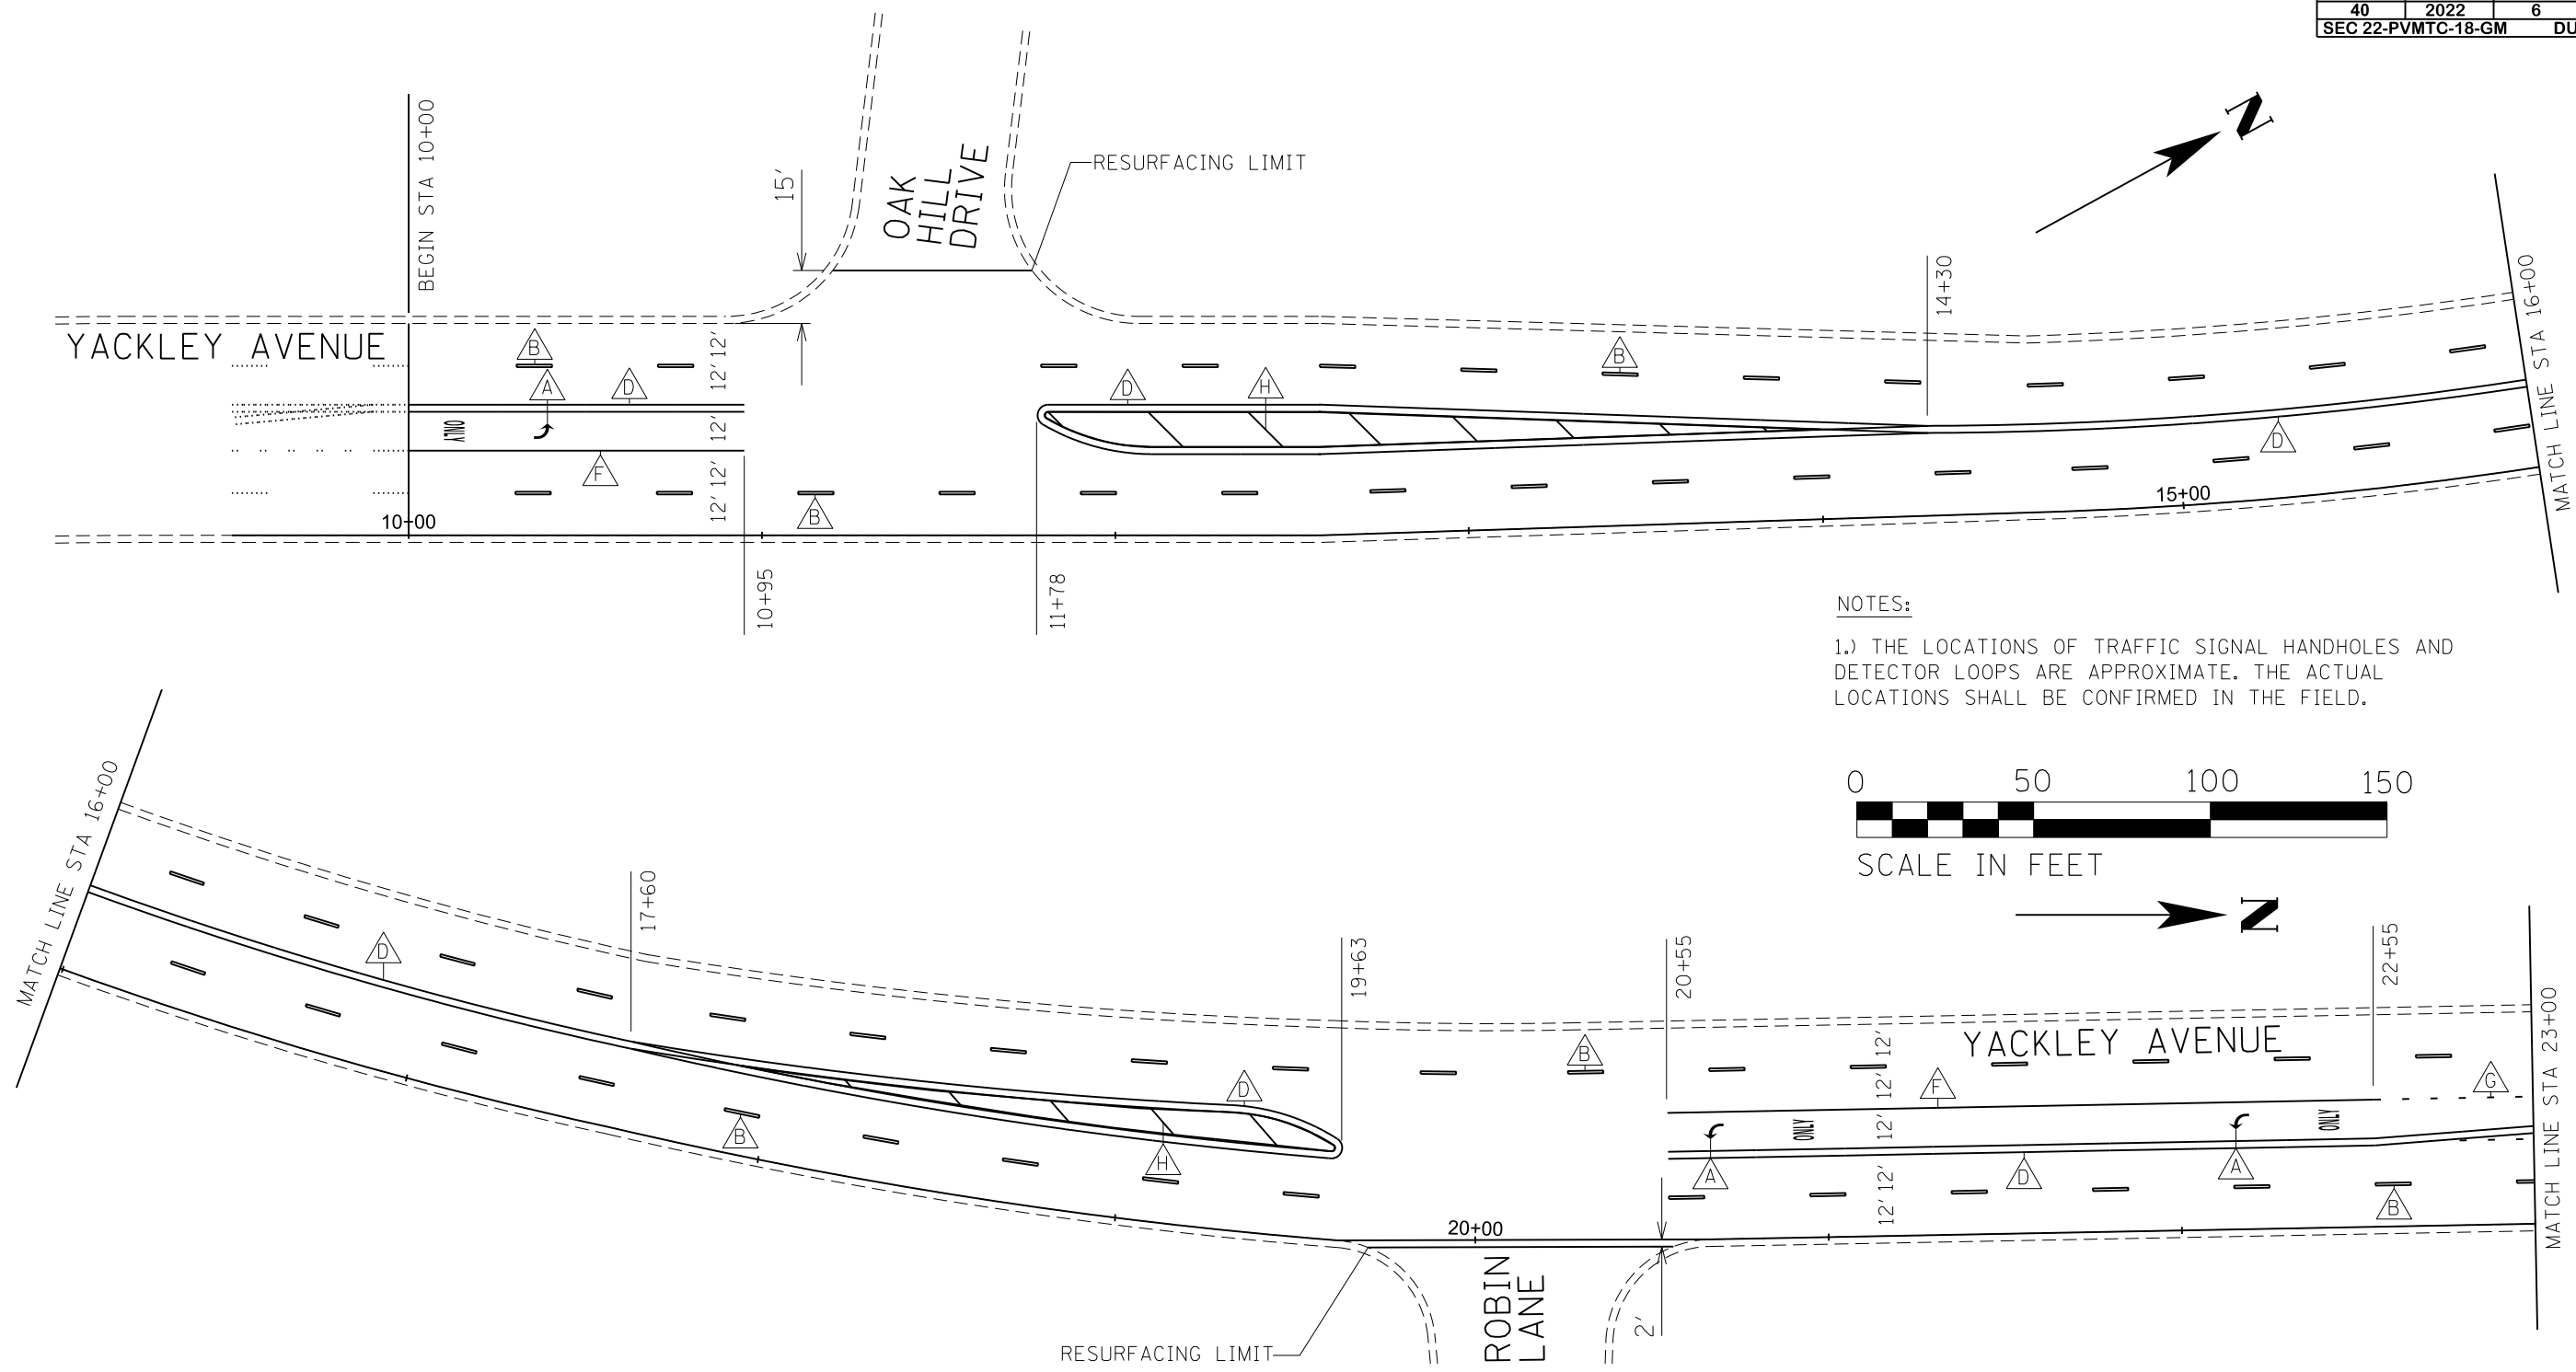 40 2022 6
SEC 22-PVMTC-18-GM DU
BEGIN STA 10+00
15'
OAK
HILL
DRIVE
RESURFACING LIMIT
N
14+30
MATCH LINE STA 16+00
YACKLEY AVENUE
B
A
D
12' 12'
D
H
B
ONLY
12'
D
F
12' 12'
B
10+00
15+00
10+95
11+78
NOTES:
1.) THE LOCATIONS OF TRAFFIC SIGNAL HANDHOLES AND
DETECTOR LOOPS ARE APPROXIMATE. THE ACTUAL
LOCATIONS SHALL BE CONFIRMED IN THE FIELD.
0 50 100 150
SCALE IN FEET
N
MATCH LINE STA 16+00
D
17+60
B
H
D
19+63
20+55
22+55
B
YACKLEY AVENUE
12' 12'
F
G
ONLY
12'
ONLY
A
D
A
12' 12'
B
MATCH LINE STA 23+00
20+00
ROBIN
LANE
2'
RESURFACING LIMIT